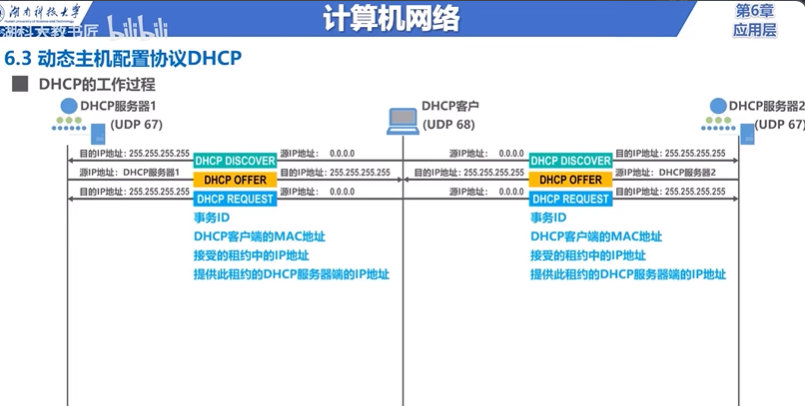 湖南科技大学
计算机网络
第6章
应用层
湖科大教书匠 bilibili
6.3 动态主机配置协议DHCP
DHCP的工作过程
DHCP服务器1
(UDP 67)
DHCP客户
(UDP 68)
DHCP服务器2
(UDP 67)
目的IP地址：255.255.255.255 DHCP DISCOVER 源IP地址： 0.0.0.0 源IP地址： 0.0.0.0 DHCP DISCOVER 目的IP地址：255.255.255.255
源IP地址：DHCP服务器1 DHCP OFFER 目的IP地址：255.255.255.255 目的IP地址：255.255.255.255 DHCP OFFER 源IP地址：DHCP服务器2
目的IP地址：255.255.255.255 DHCP REQUEST 源IP地址： 0.0.0.0 源IP地址： 0.0.0.0 DHCP REQUEST 目的IP地址：255.255.255.255
事务ID
DHCP客户端的MAC地址
接受的租约中的IP地址
提供此租约的DHCP服务器端的IP地址
事务ID
DHCP客户端的MAC地址
接受的租约中的IP地址
提供此租约的DHCP服务器端的IP地址